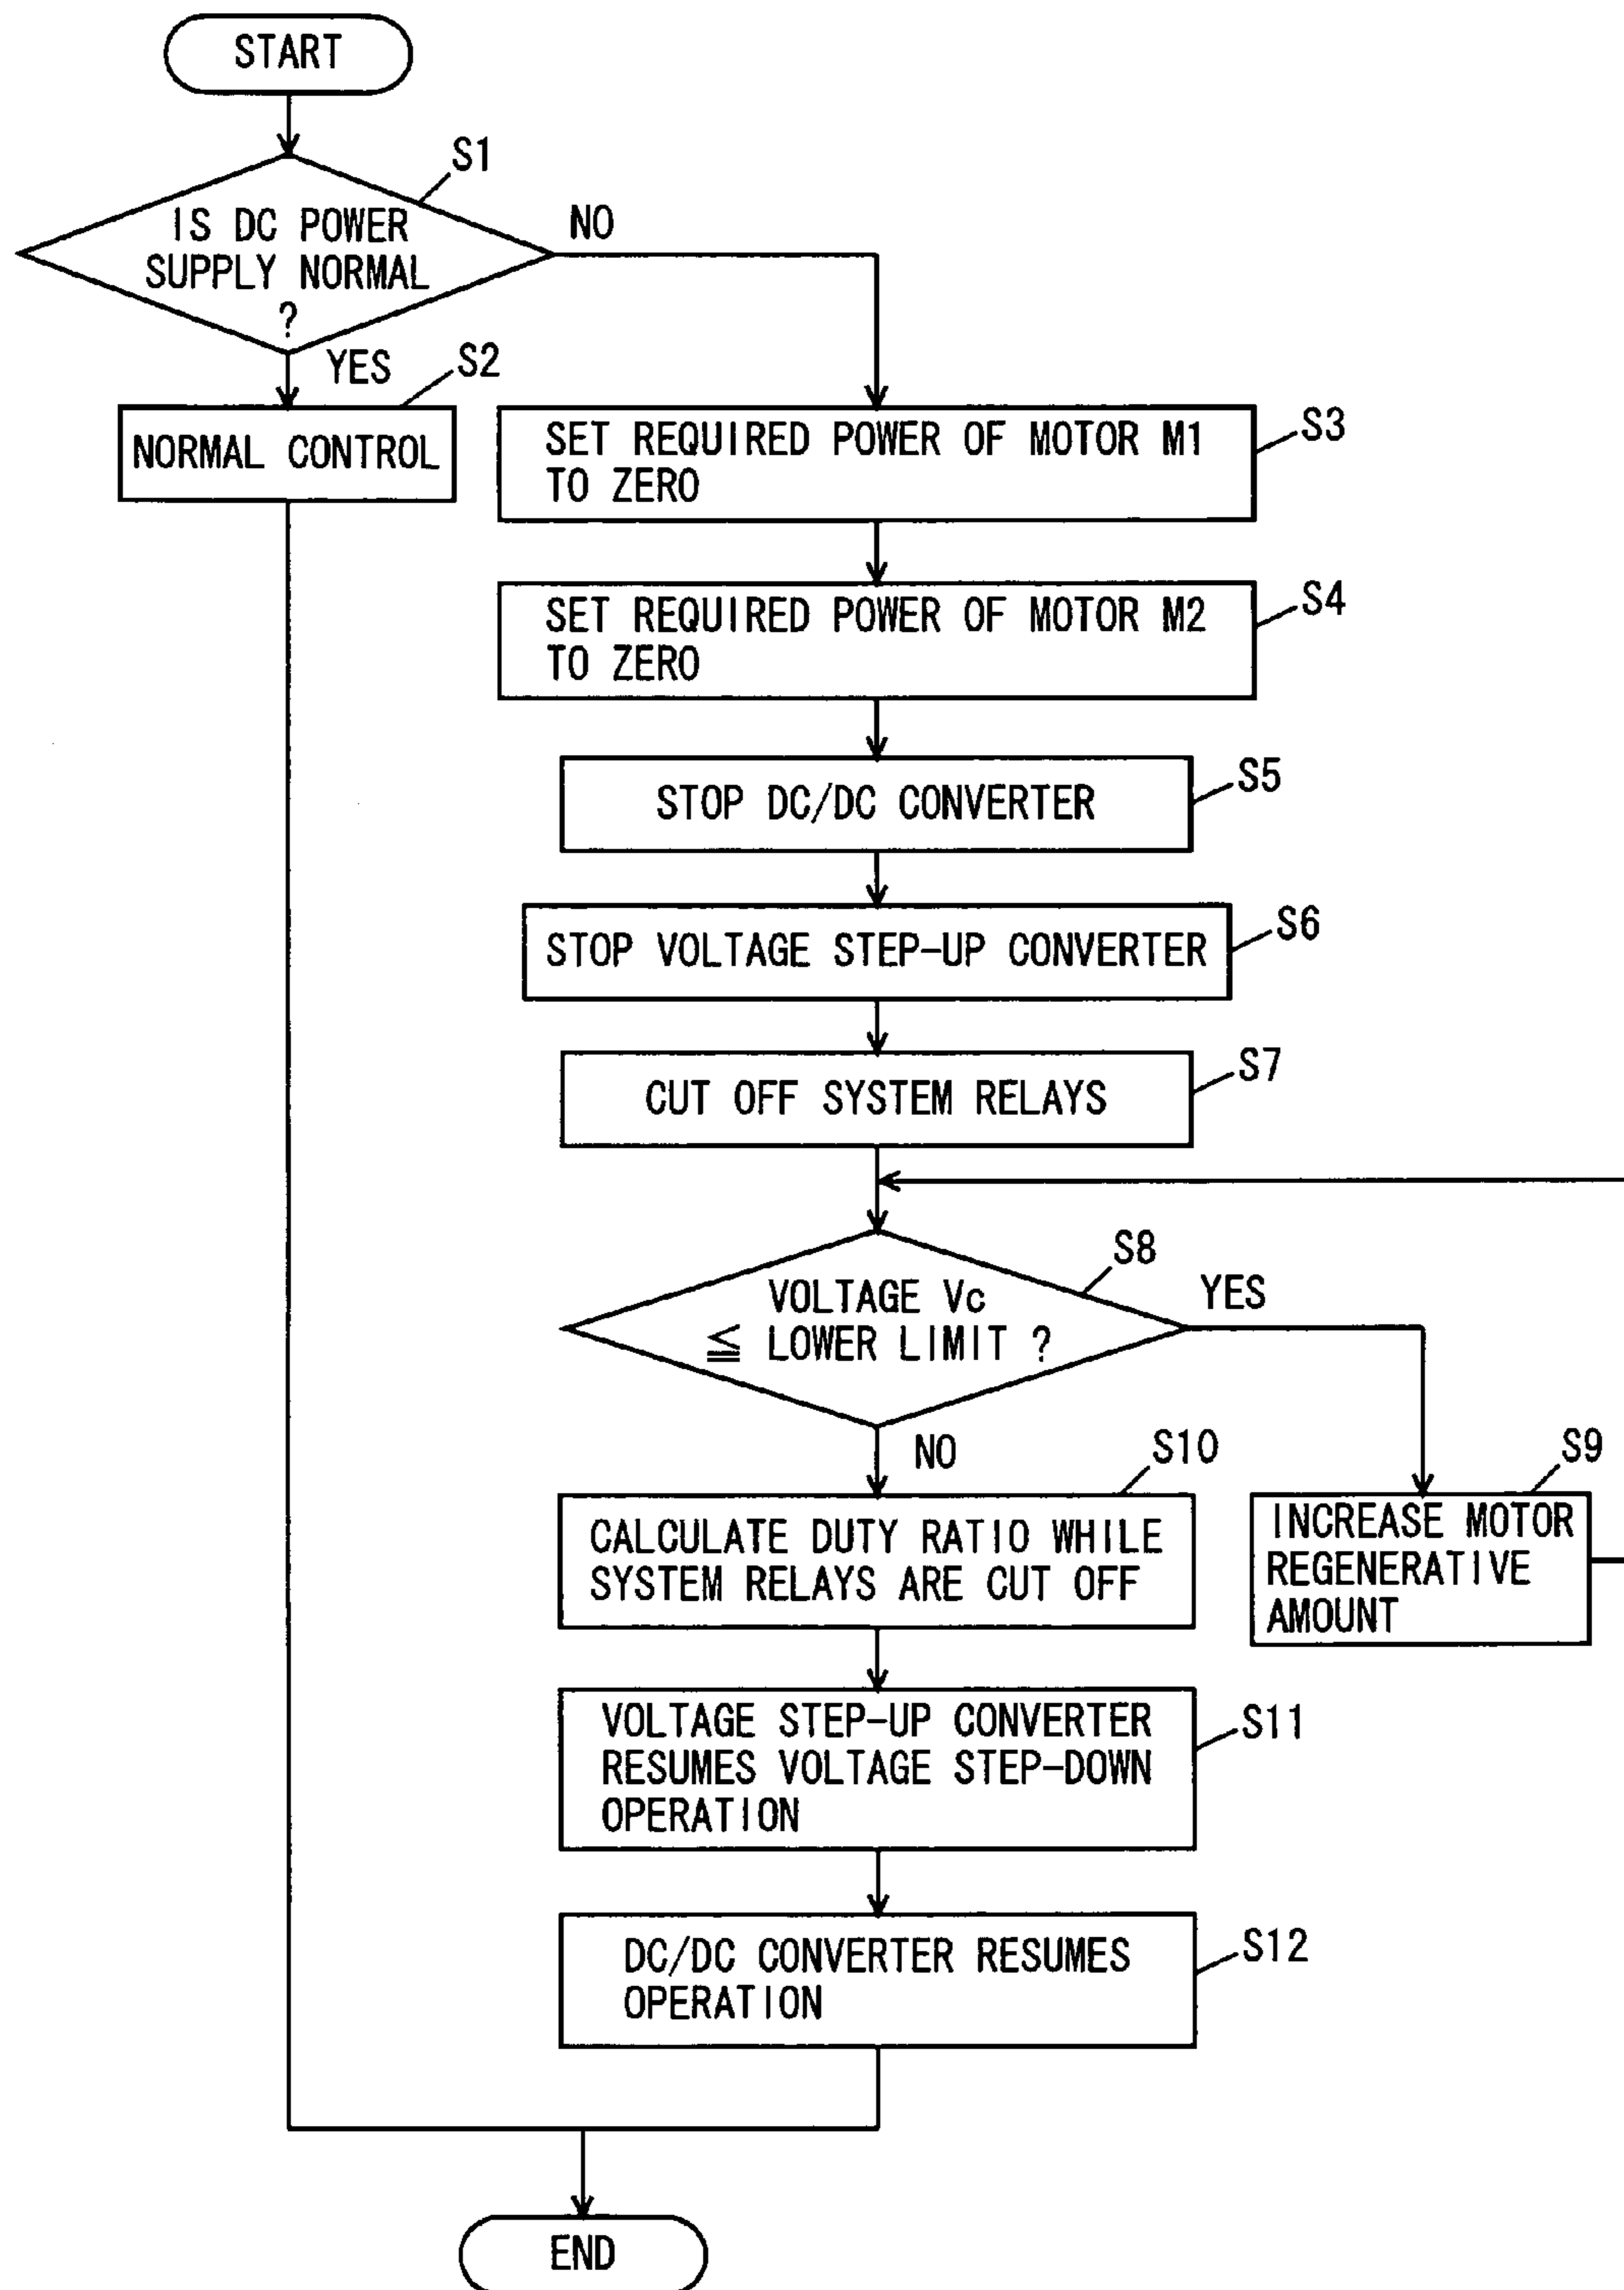 START
S1
IS DC POWER
SUPPLY NORMAL
?
NO
YES
S2
NORMAL CONTROL
SET REQUIRED POWER OF MOTOR M1
TO ZERO
S3
SET REQUIRED POWER OF MOTOR M2
TO ZERO
S4
STOP DC/DC CONVERTER
S5
STOP VOLTAGE STEP-UP CONVERTER
S6
CUT OFF SYSTEM RELAYS
S7
S8
VOLTAGE Vc
≦ LOWER LIMIT ?
YES
NO
S10
CALCULATE DUTY RATIO WHILE
SYSTEM RELAYS ARE CUT OFF
S9
INCREASE MOTOR
REGENERATIVE
AMOUNT
VOLTAGE STEP-UP CONVERTER
RESUMES VOLTAGE STEP-DOWN
OPERATION
S11
DC/DC CONVERTER RESUMES
OPERATION
S12
END